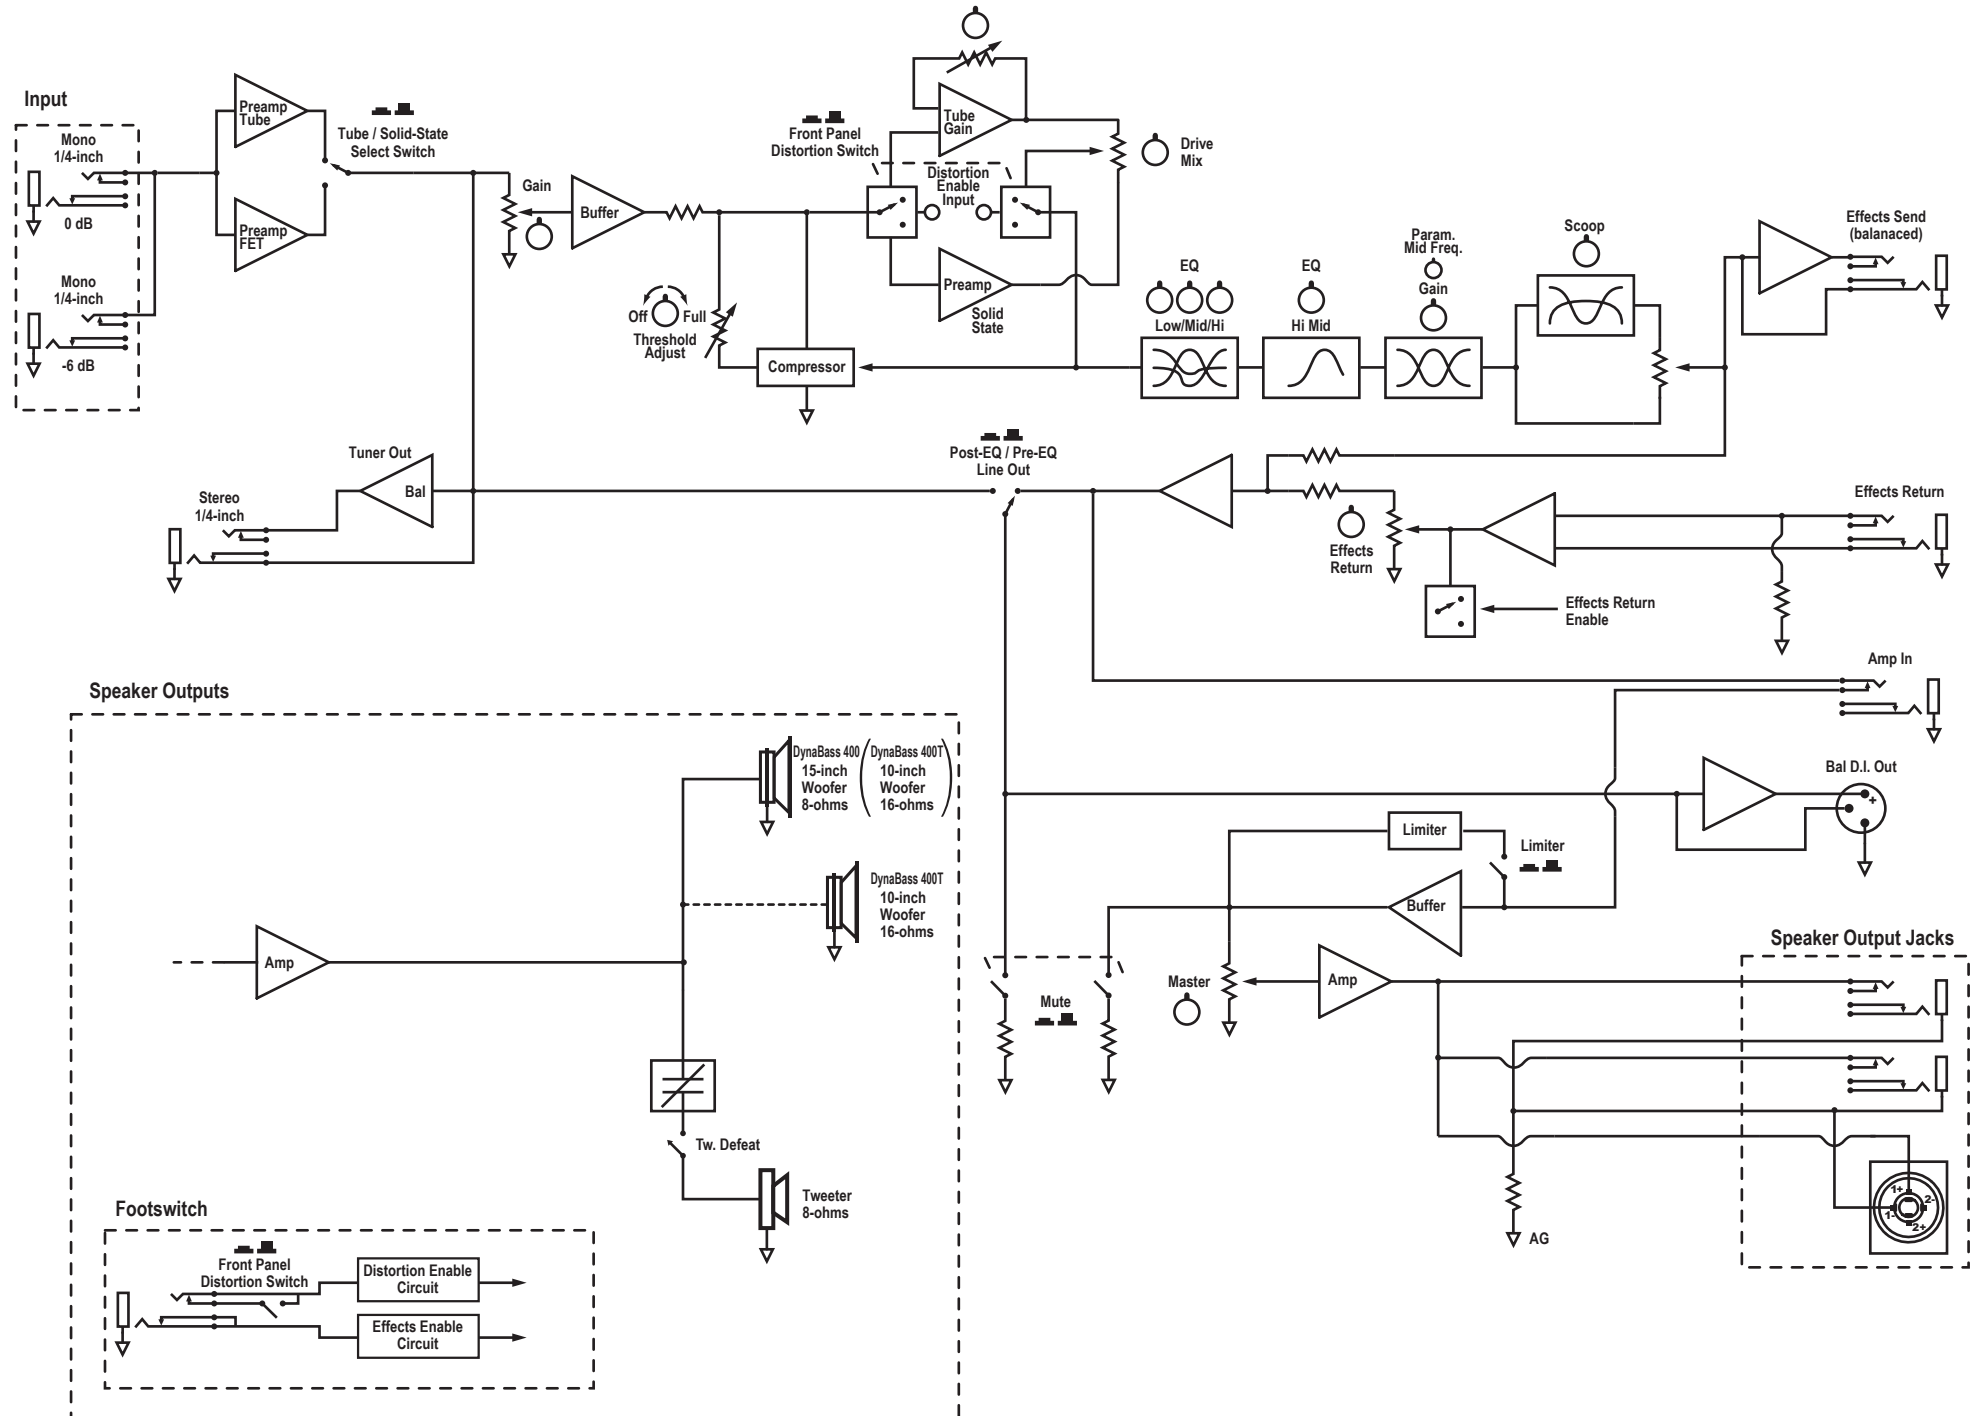 Input
Mono
1/4-inch
0 dB
Mono
1/4-inch
-6 dB
Preamp
Tube
Preamp
FET
Tube / Solid-State
Select Switch
Gain
Buffer
Off
Full
Threshold
Adjust
Compressor
Front Panel
Distortion Switch
Distortion
Enable
Input
Tube
Gain
Preamp
Solid
State
Drive
Mix
EQ
Low/Mid/Hi
EQ
Hi Mid
Param.
Mid Freq.
Gain
Scoop
Effects Send
(balanaced)
Tuner Out
Bal
Stereo
1/4-inch
Post-EQ / Pre-EQ
Line Out
Effects
Return
Effects Return
Effects Return
Enable
Amp In
Bal D.I. Out
+
Limiter
Limiter
Buffer
Master
Amp
Mute
Speaker Output Jacks
1+
2-
1-
2+
AG
Speaker Outputs
DynaBass 400
15-inch
Woofer
8-ohms
(DynaBass 400T
10-inch
Woofer
16-ohms)
DynaBass 400T
10-inch
Woofer
16-ohms
Amp
Tw. Defeat
Tweeter
8-ohms
Footswitch
Front Panel
Distortion Switch
Distortion Enable
Circuit
Effects Enable
Circuit